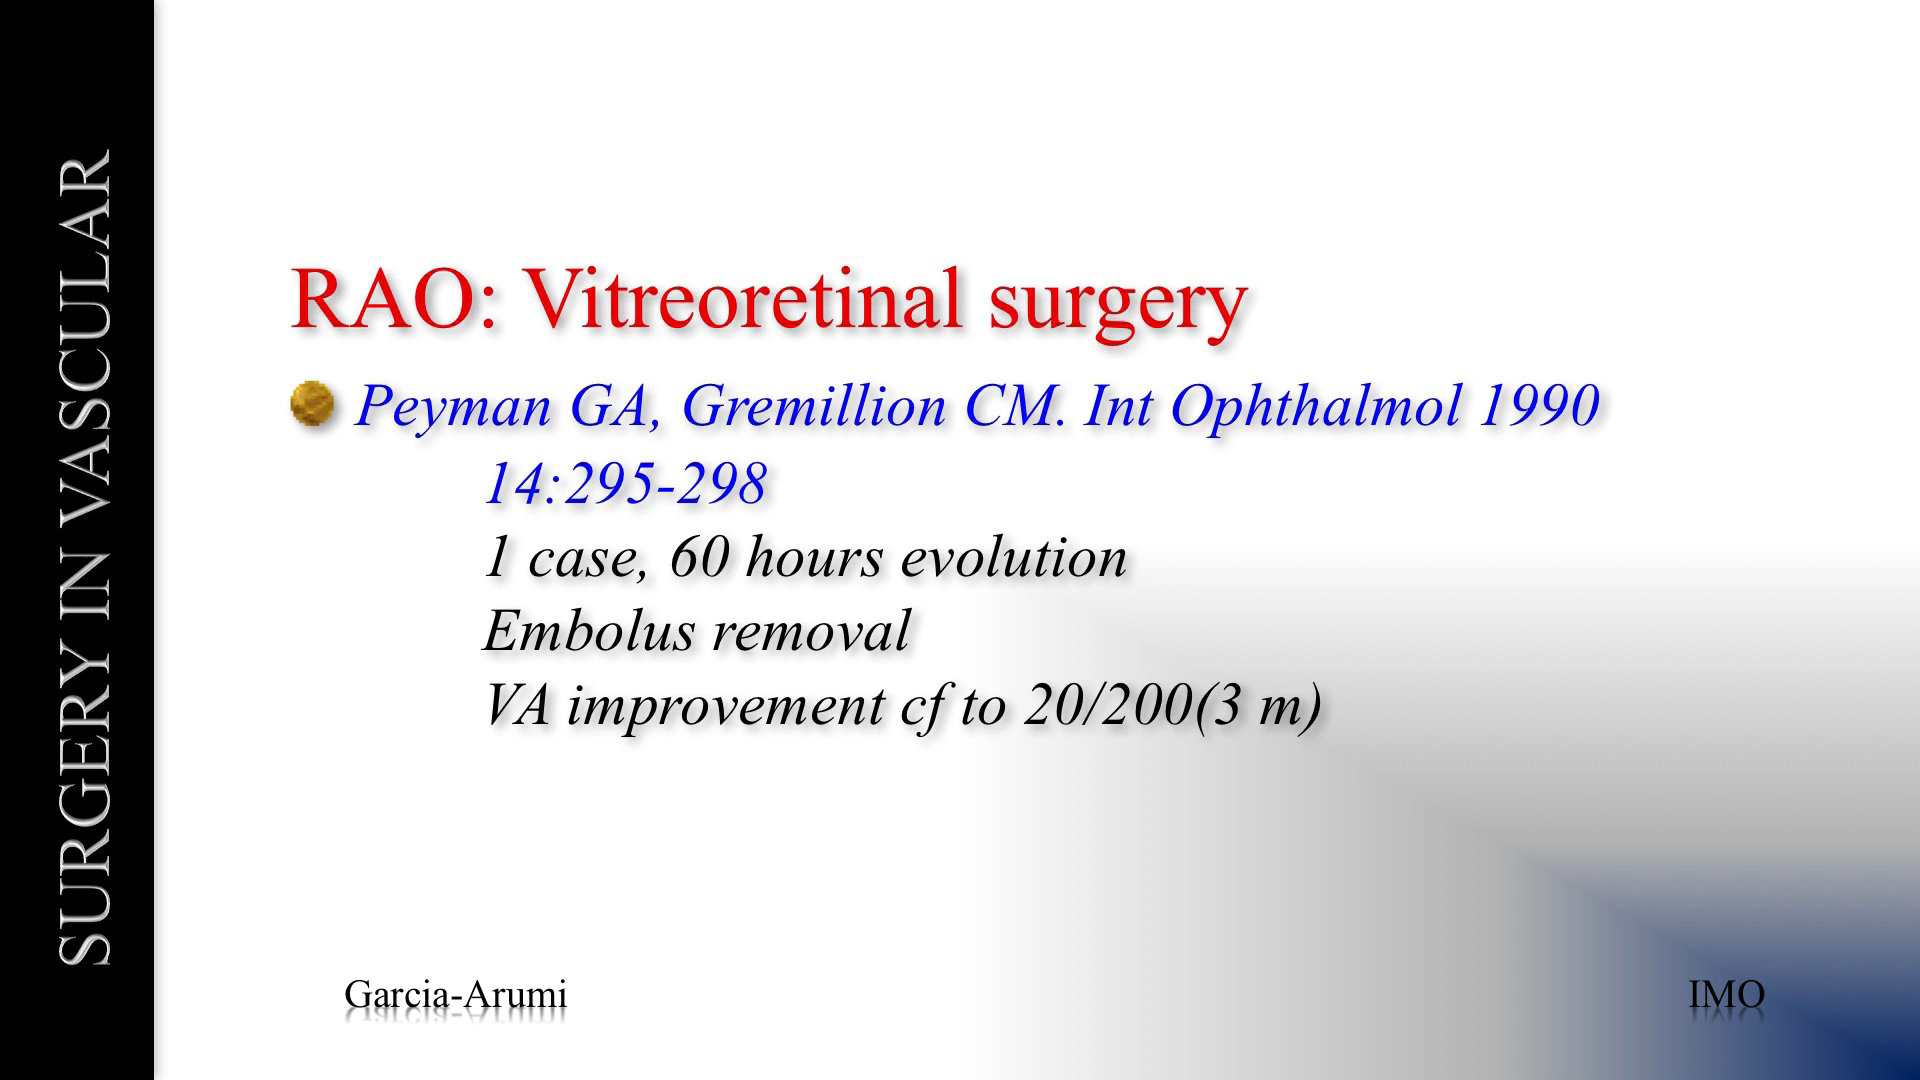 SURGERY IN VASCULAR
RAO: Vitreoretinal surgery
Peyman GA, Gremillion CM. Int Ophthalmol 1990
14:295-298
1 case, 60 hours evolution
Embolus removal
VA improvement cf to 20/200(3 m)
Garcia-Arumi
IMO